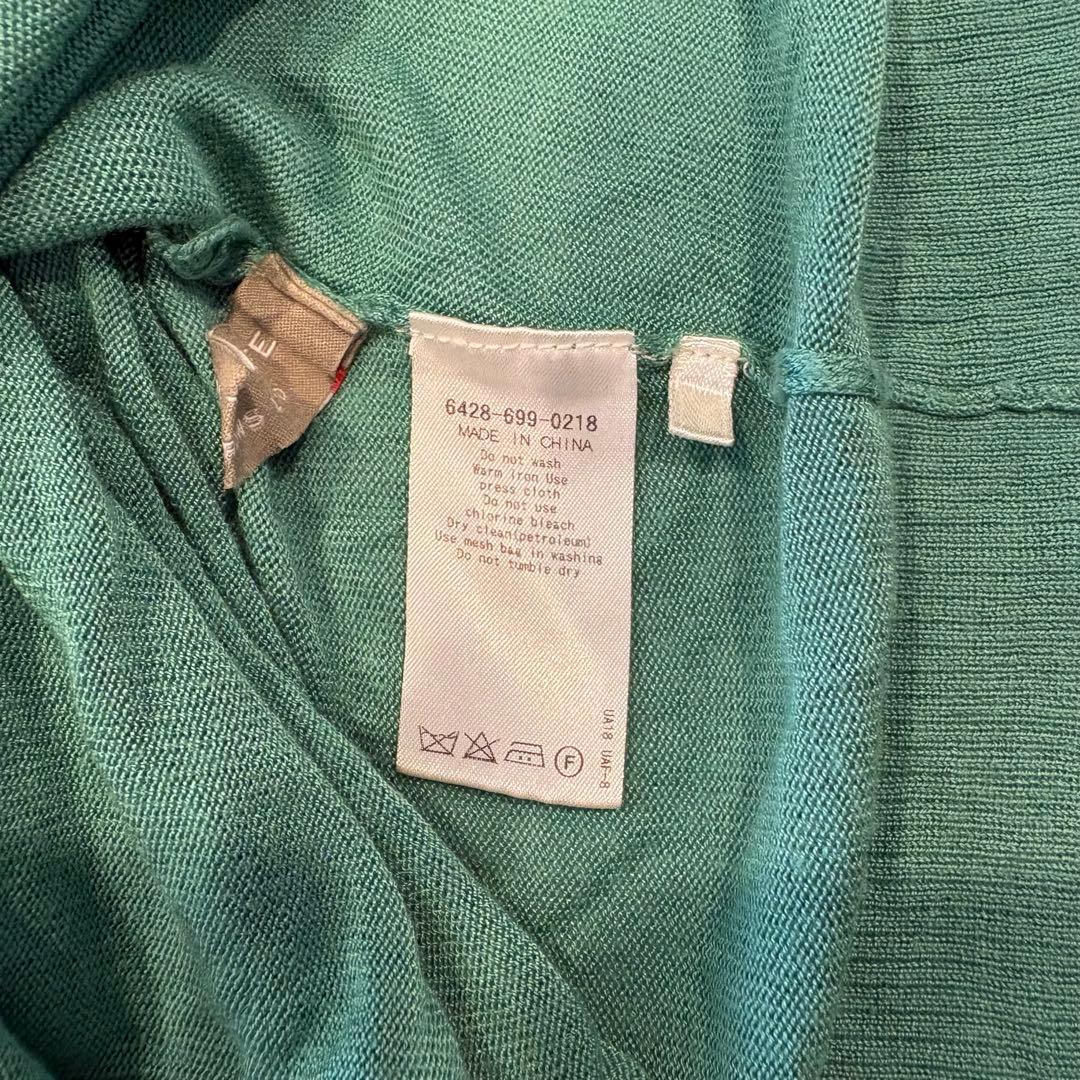 6428-699-0218
MADE IN CHINA
Do not wash
Warm iron Use
press cloth
Do not use
chlorine bleach
Dry clean(petroleum)
Use mesh bag in washing
Do not tumble dry
F
UA18 UAF-8
E